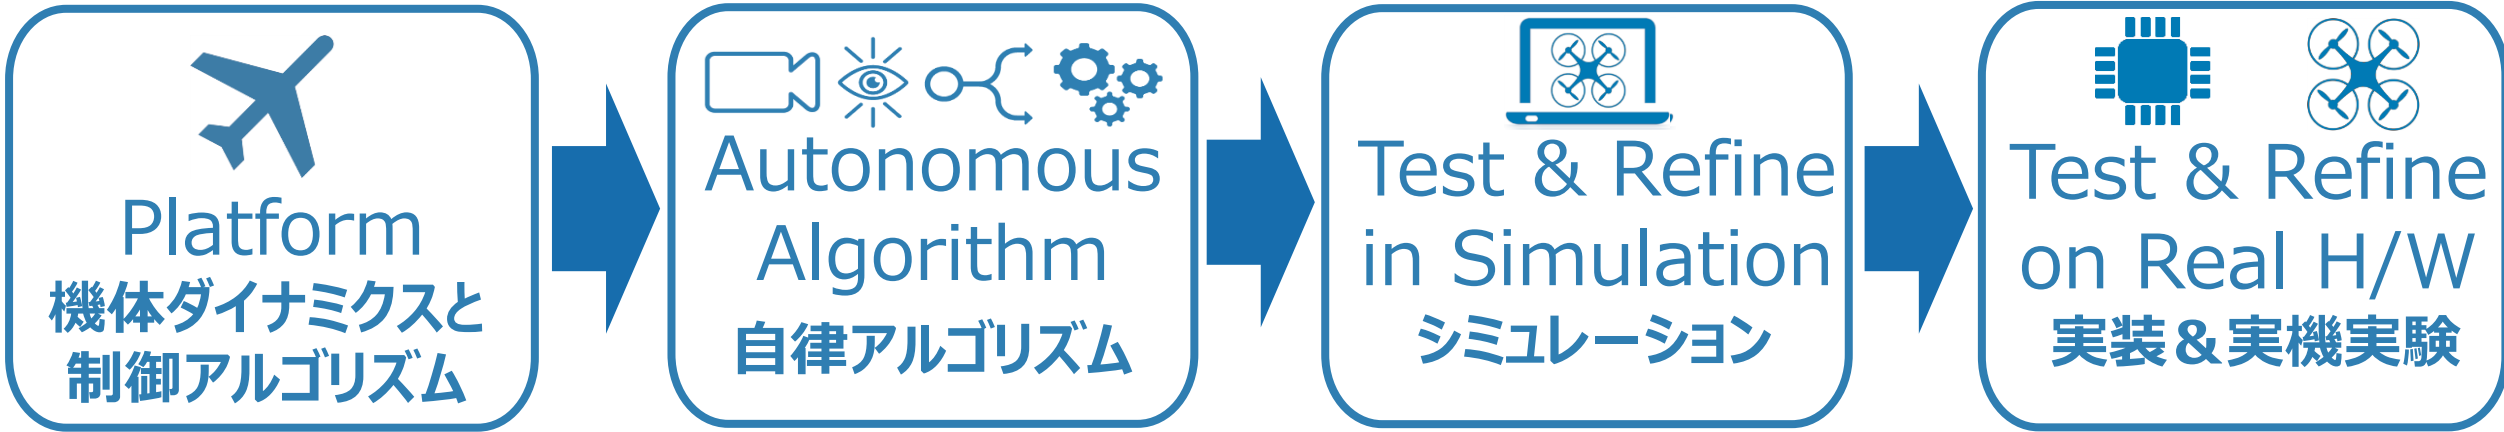 Platform
機体ダイナミクスと
制御アルゴリズム
Autonomous
Algorithm
自律アルゴリズム
Test & Refine
in Simulation
シミュレーション
Test & Refine
on Real H/W
実装&実機実験